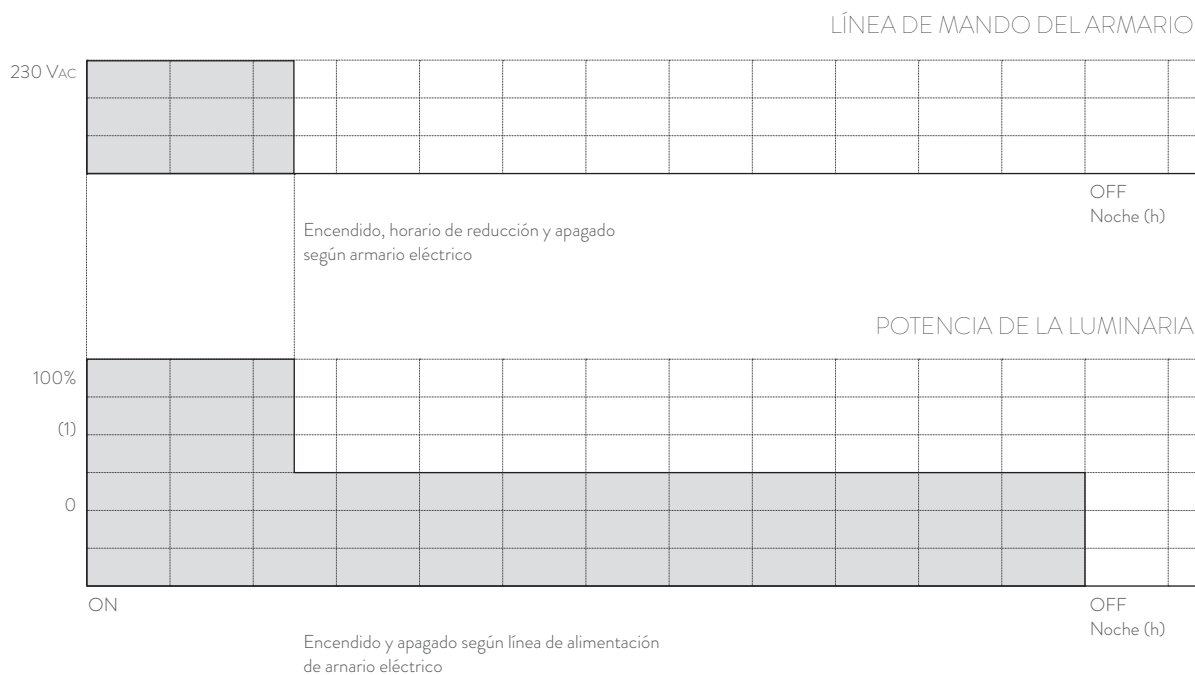 LÍNEA DE MANDO DEL ARMARIO
230 VAC
OFF
Noche (h)
Encendido, horario de reducción y apagado
según armario eléctrico
POTENCIA DE LA LUMINARIA
100%
(1)
0
ON
OFF
Noche (h)
Encendido y apagado según línea de alimentación
de arnario eléctrico